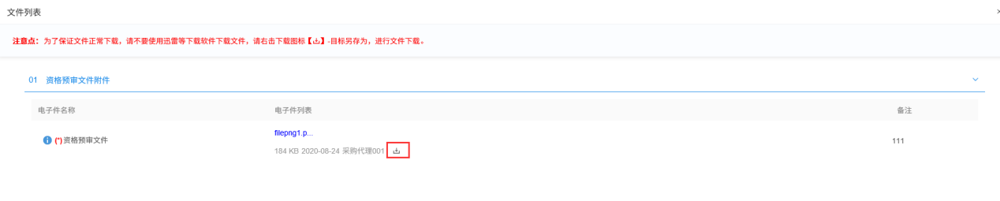 文件列表
注意点：为了保证文件正常下载，请不要使用迅雷等下载软件下载文件，请右击下载图标【】-目标另存为，进行文件下载。
01 资格预审文件附件
电子件名称 电子件列表 备注
filepng1.p...
(*)资格预审文件 111
184 KB 2020-08-24 采购代理001